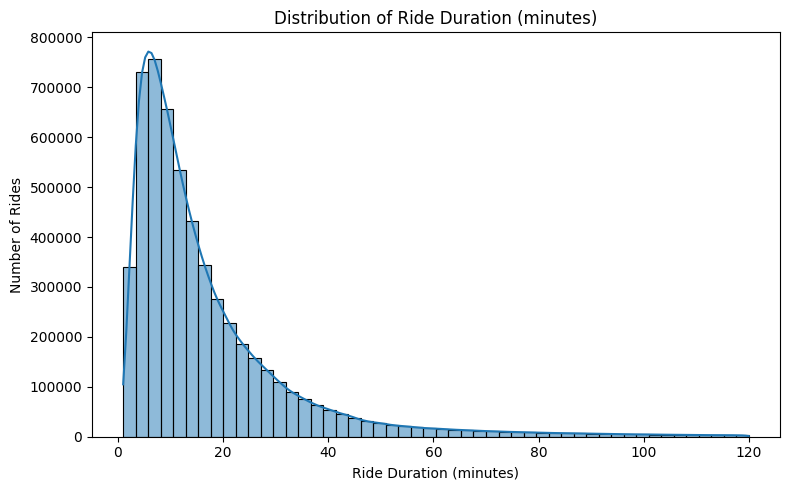 Distribution of Ride Duration (minutes)
800000
700000
600000
500000
400000
300000
200000
100000
0
Number of Rides
0 20 40 60 80 100 120
Ride Duration (minutes)